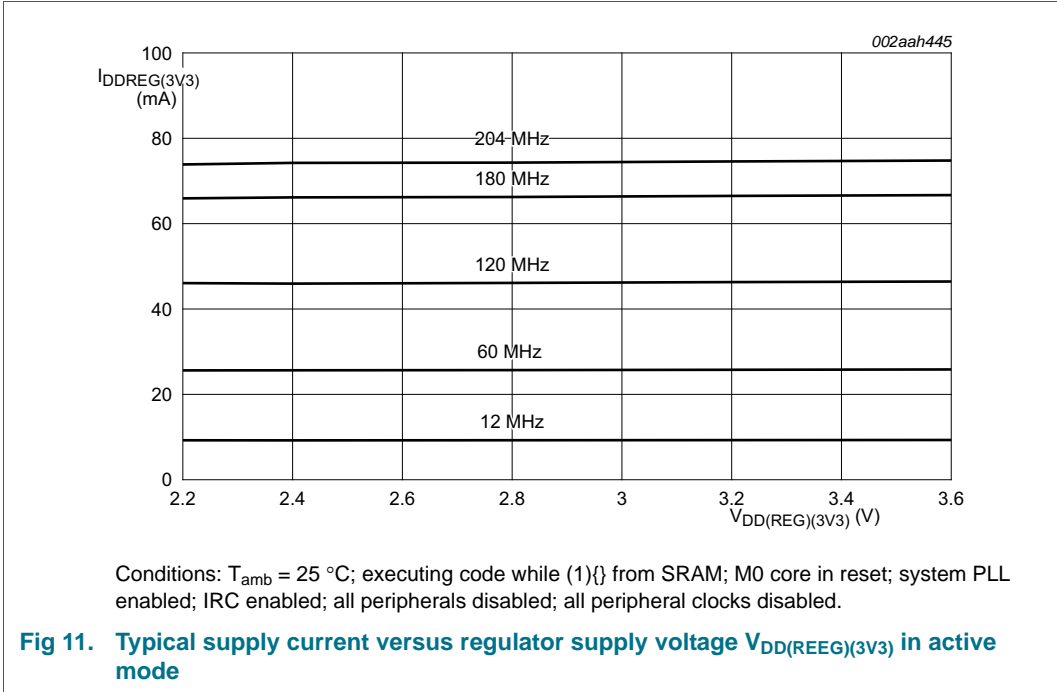 002aah445
100
IDDREG(3V3)
(mA)
80
204 MHz
180 MHz
60
120 MHz
40
60 MHz
20
12 MHz
0
2.2 2.4 2.6 2.8 3 3.2 3.4 3.6
VDD(REG)(3V3) (V)
Conditions: Tamb = 25 °C; executing code while (1){} from SRAM; M0 core in reset; system PLL
enabled; IRC enabled; all peripherals disabled; all peripheral clocks disabled.
Fig 11. Typical supply current versus regulator supply voltage VDD(REEG)(3V3) in active
mode